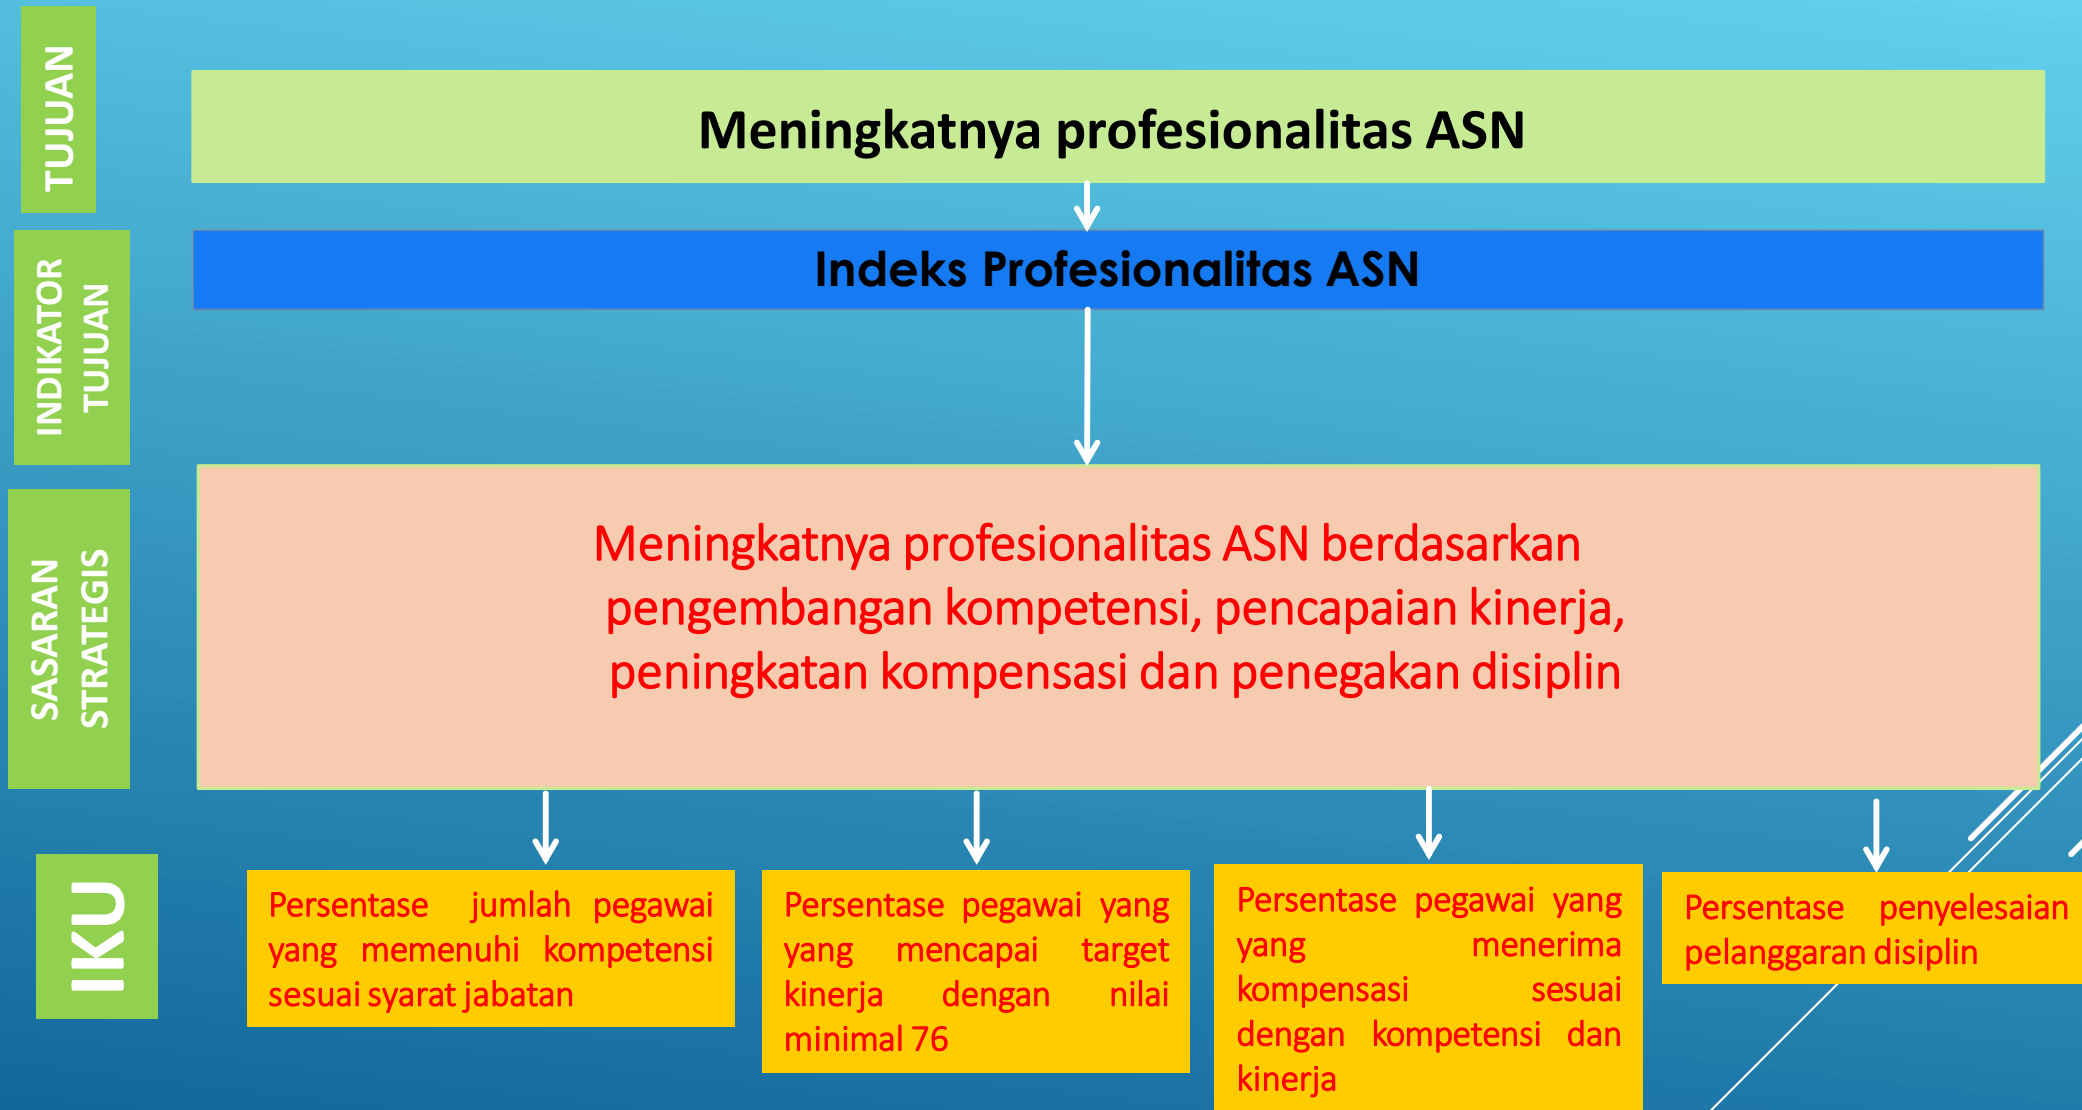 TUJUAN
Meningkatnya profesionalitas ASN
INDIKATOR
TUJUAN
Indeks Profesionalitas ASN
SASARAN
STRATEGIS
Meningkatnya profesionalitas ASN berdasarkan
pengembangan kompetensi, pencapaian kinerja,
peningkatan kompensasi dan penegakan disiplin
IKU
Persentase jumlah pegawai
yang memenuhi kompetensi
sesuai syarat jabatan
Persentase pegawai yang
yang mencapai target
kinerja dengan nilai
minimal 76
Persentase pegawai yang
yang menerima
kompensasi sesuai
dengan kompetensi dan
kinerja
Persentase penyelesaian
pelanggaran disiplin